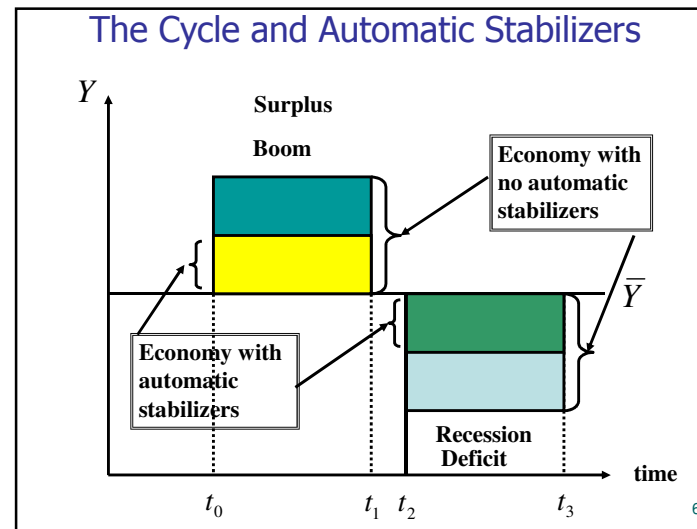 The Cycle and Automatic Stabilizers
Y
Surplus
Boom
Economy with
no automatic
stabilizers
Y̅
Economy with
automatic
stabilizers
Recession
Deficit
time
t₀
t₁
t₂
t₃